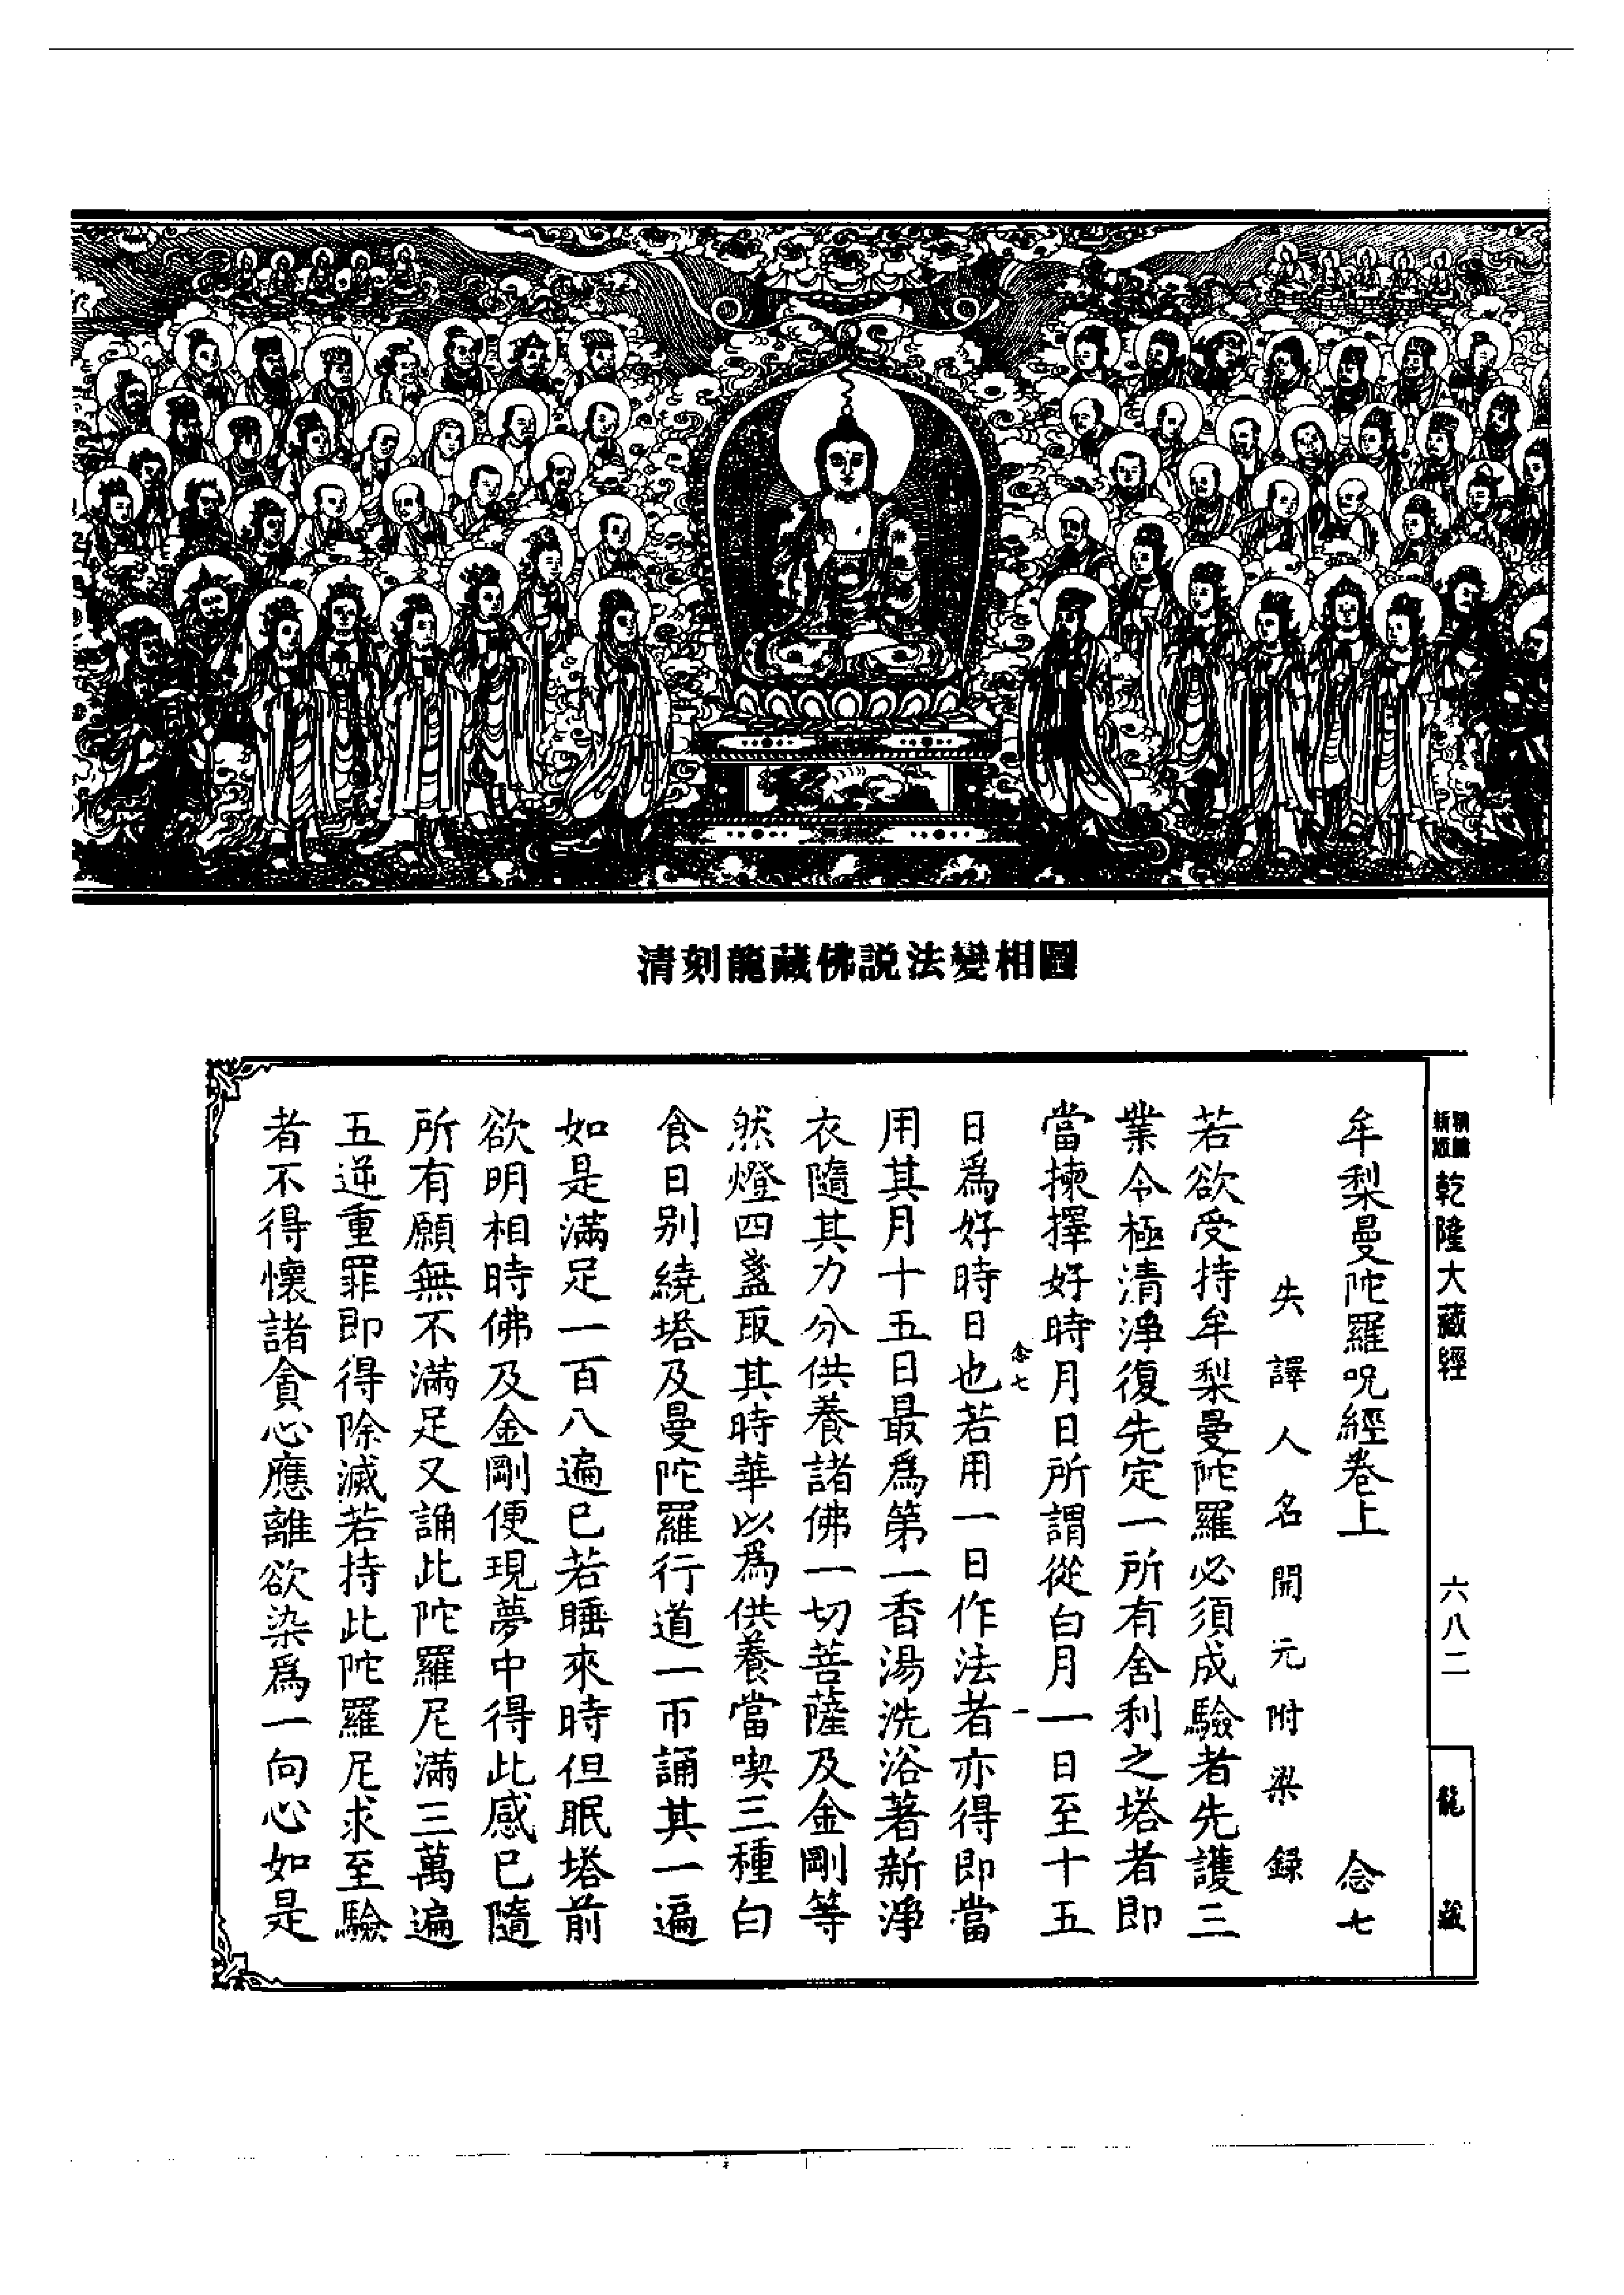 清刻龍藏佛說法變相圖
乾隆大藏經
六八二
龍藏
牟梨曼陀羅呪經卷上 念七
失譯人名開元附梁録
若欲受持牟梨曼陀羅必須成驗者先護三
業令極清淨復先定一所有舍利之塔者即
當揀擇好時月日所謂從白月一日至十五
念七 一
日爲好時日也若用一日作法者亦得即當
用其月十五日最爲第一香湯洗浴著新淨
衣隨其力分供養諸佛一切菩薩及金剛等
然燈四盞取其時華以爲供養當喫三種白
食日別繞塔及曼陀羅行道一帀誦其一遍
如是滿足一百八遍已若睡來時但眠塔前
欲明相時佛及金剛便現夢中得此感已隨
所有願無不滿足又誦此陀羅尼滿三萬遍
五逆重罪即得除滅若持此陀羅尼求至驗
者不得懷諸貪心應離欲染爲一向心如是